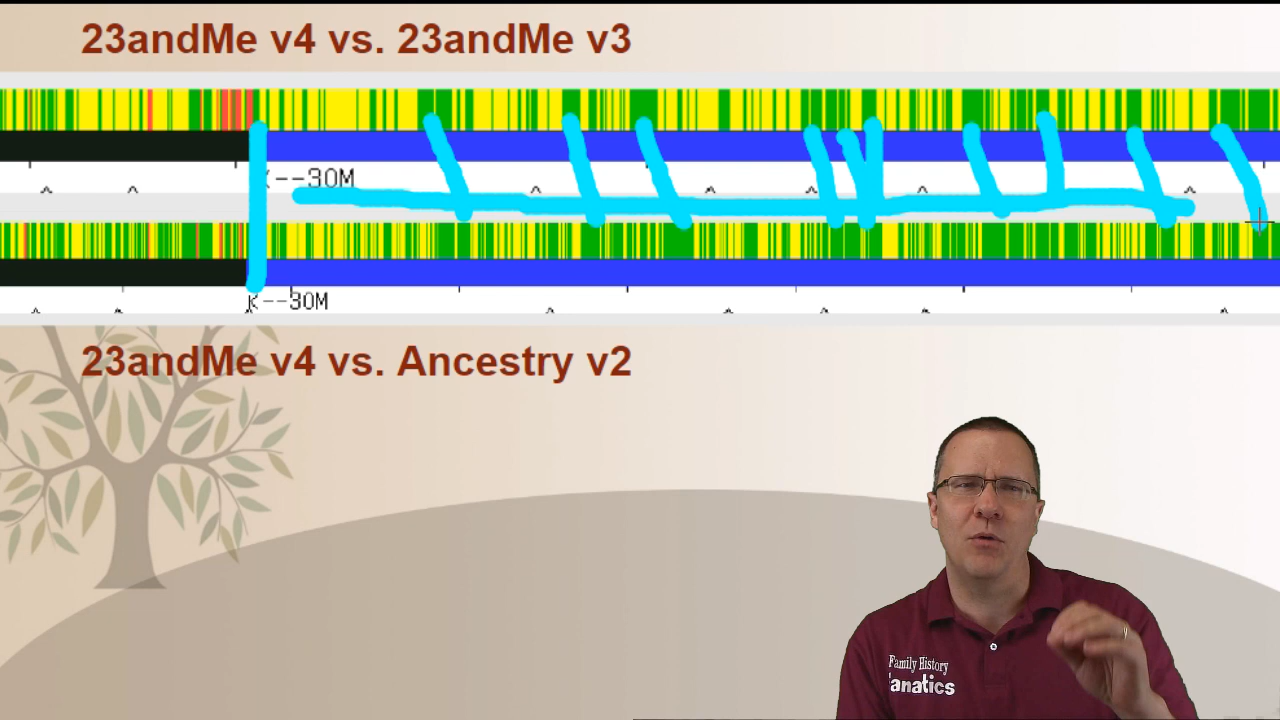 23andMe v4 vs. 23andMe v3
--30M
K--30M
23andMe v4 vs. Ancestry v2
Family History
anatics